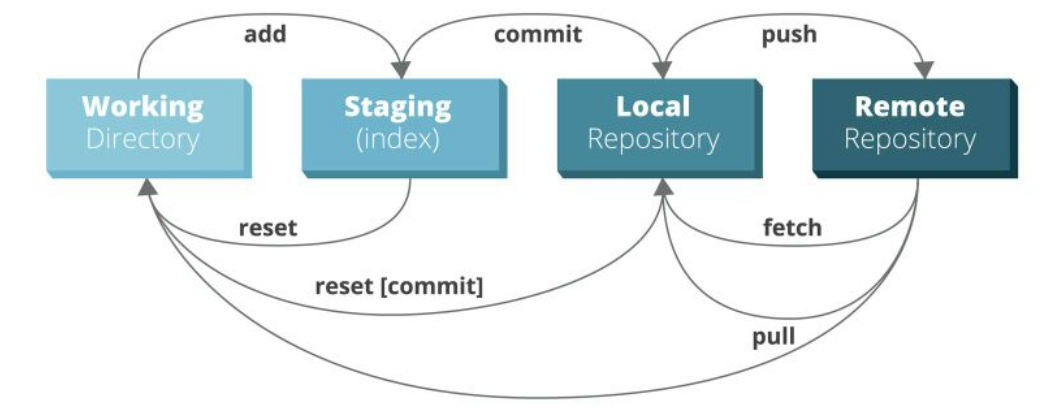 add
commit
push
Working
Directory
Staging
(index)
Local
Repository
Remote
Repository
reset
fetch
reset [commit]
pull